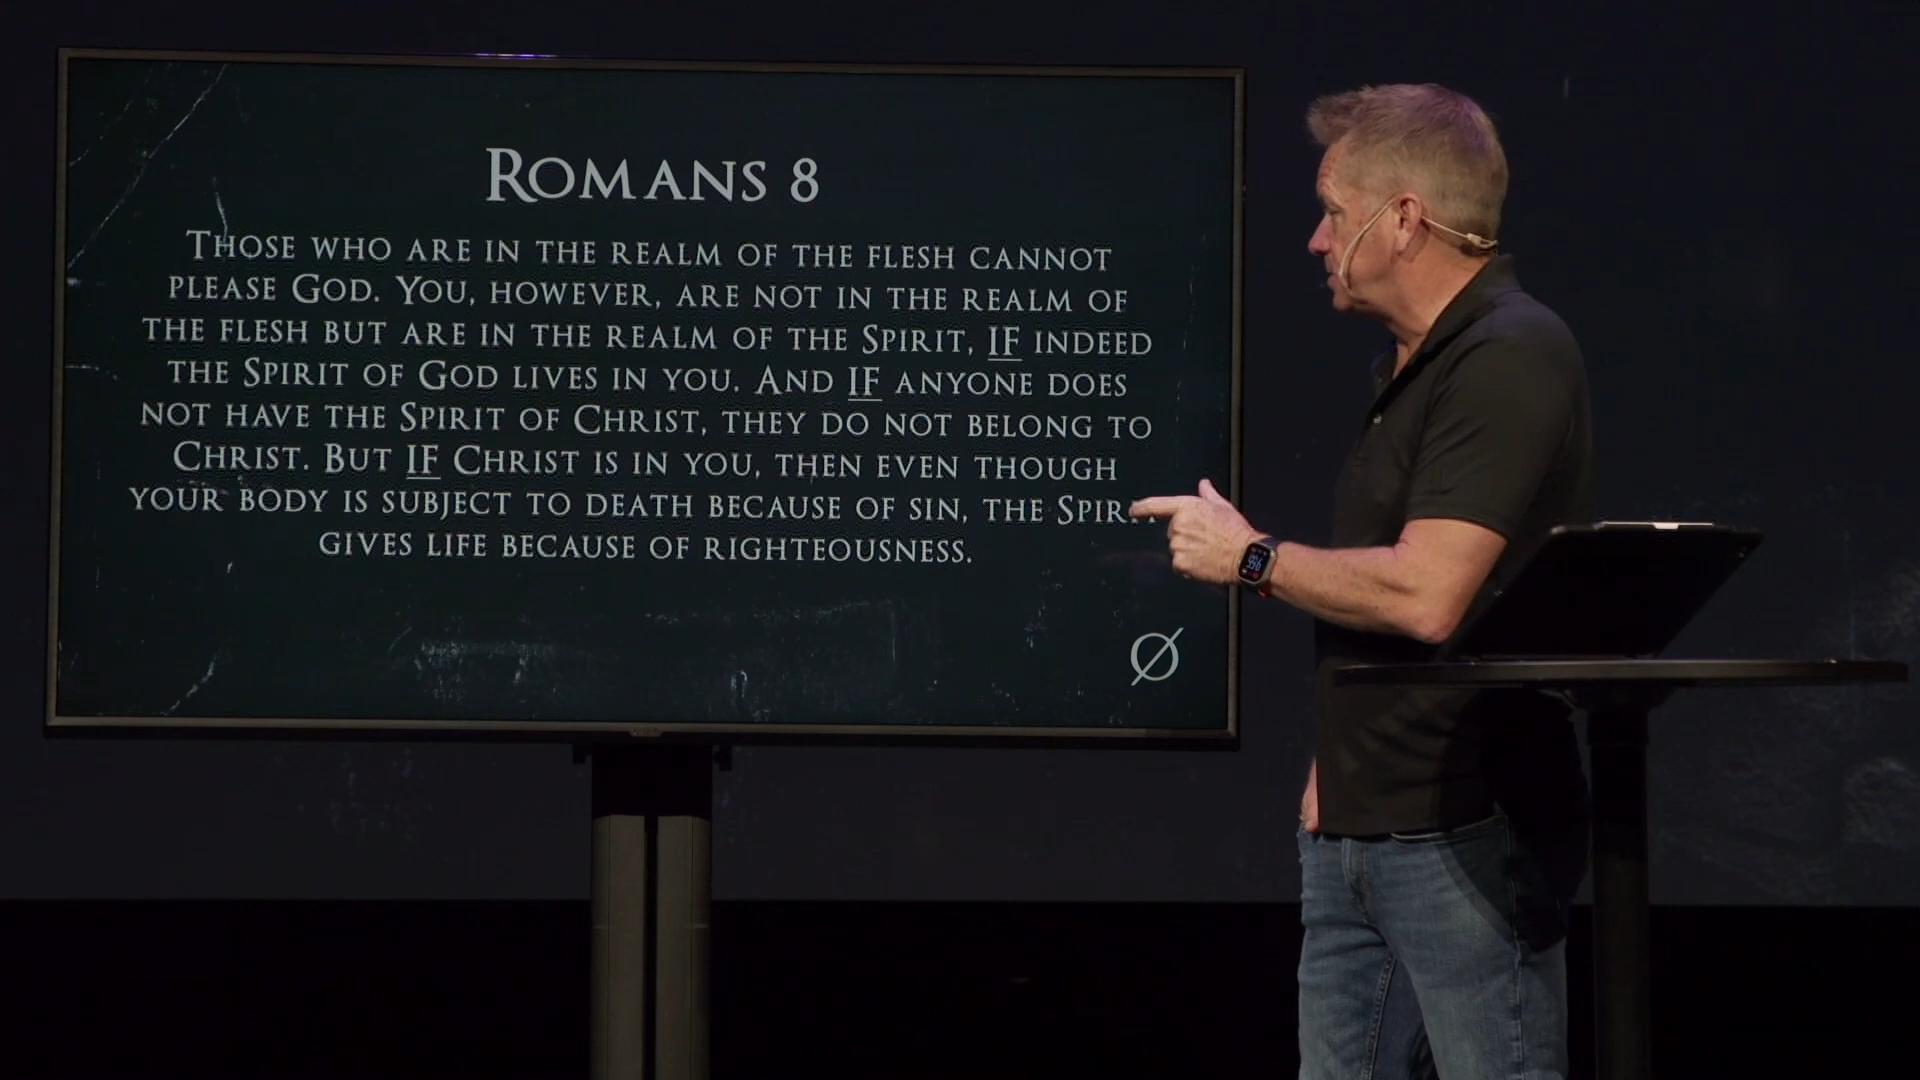 Romans 8
Those who are in the realm of the flesh cannot
please God. You, however, are not in the realm of
the flesh but are in the realm of the Spirit, IF indeed
the Spirit of God lives in you. And IF anyone does
not have the Spirit of Christ, they do not belong to
Christ. But IF Christ is in you, then even though
your body is subject to death because of sin, the Spirit
gives life because of righteousness.
Ø